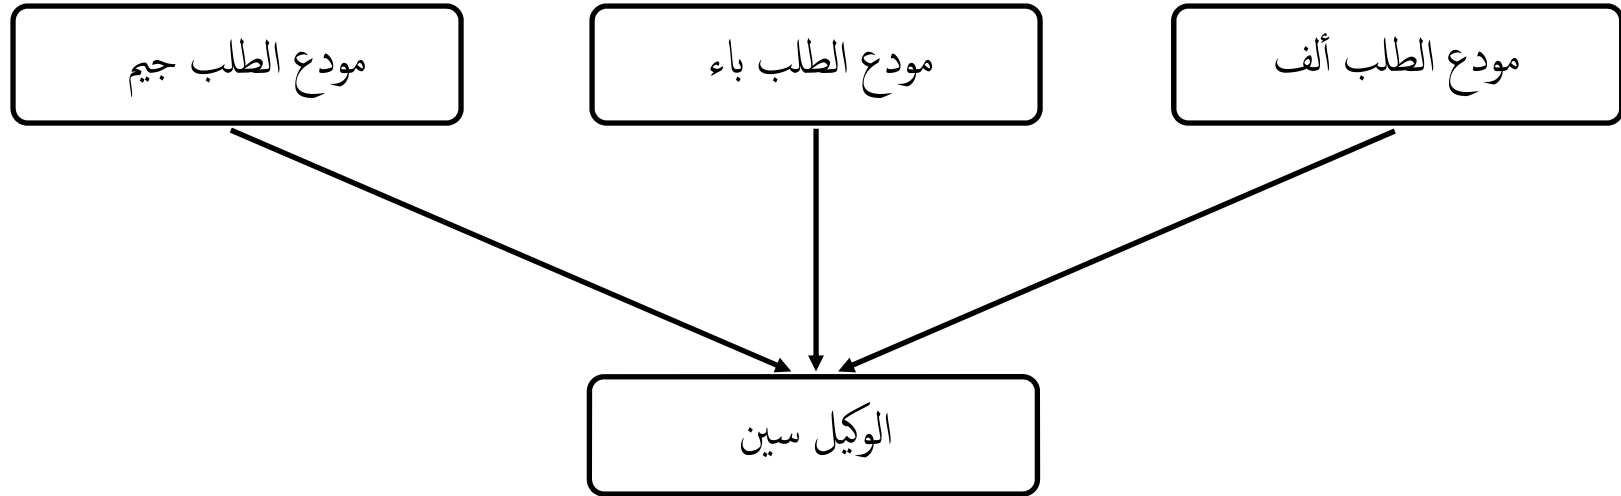 مودع الطلب ألف
مودع الطلب باء
مودع الطلب جيم
الوكيل سين